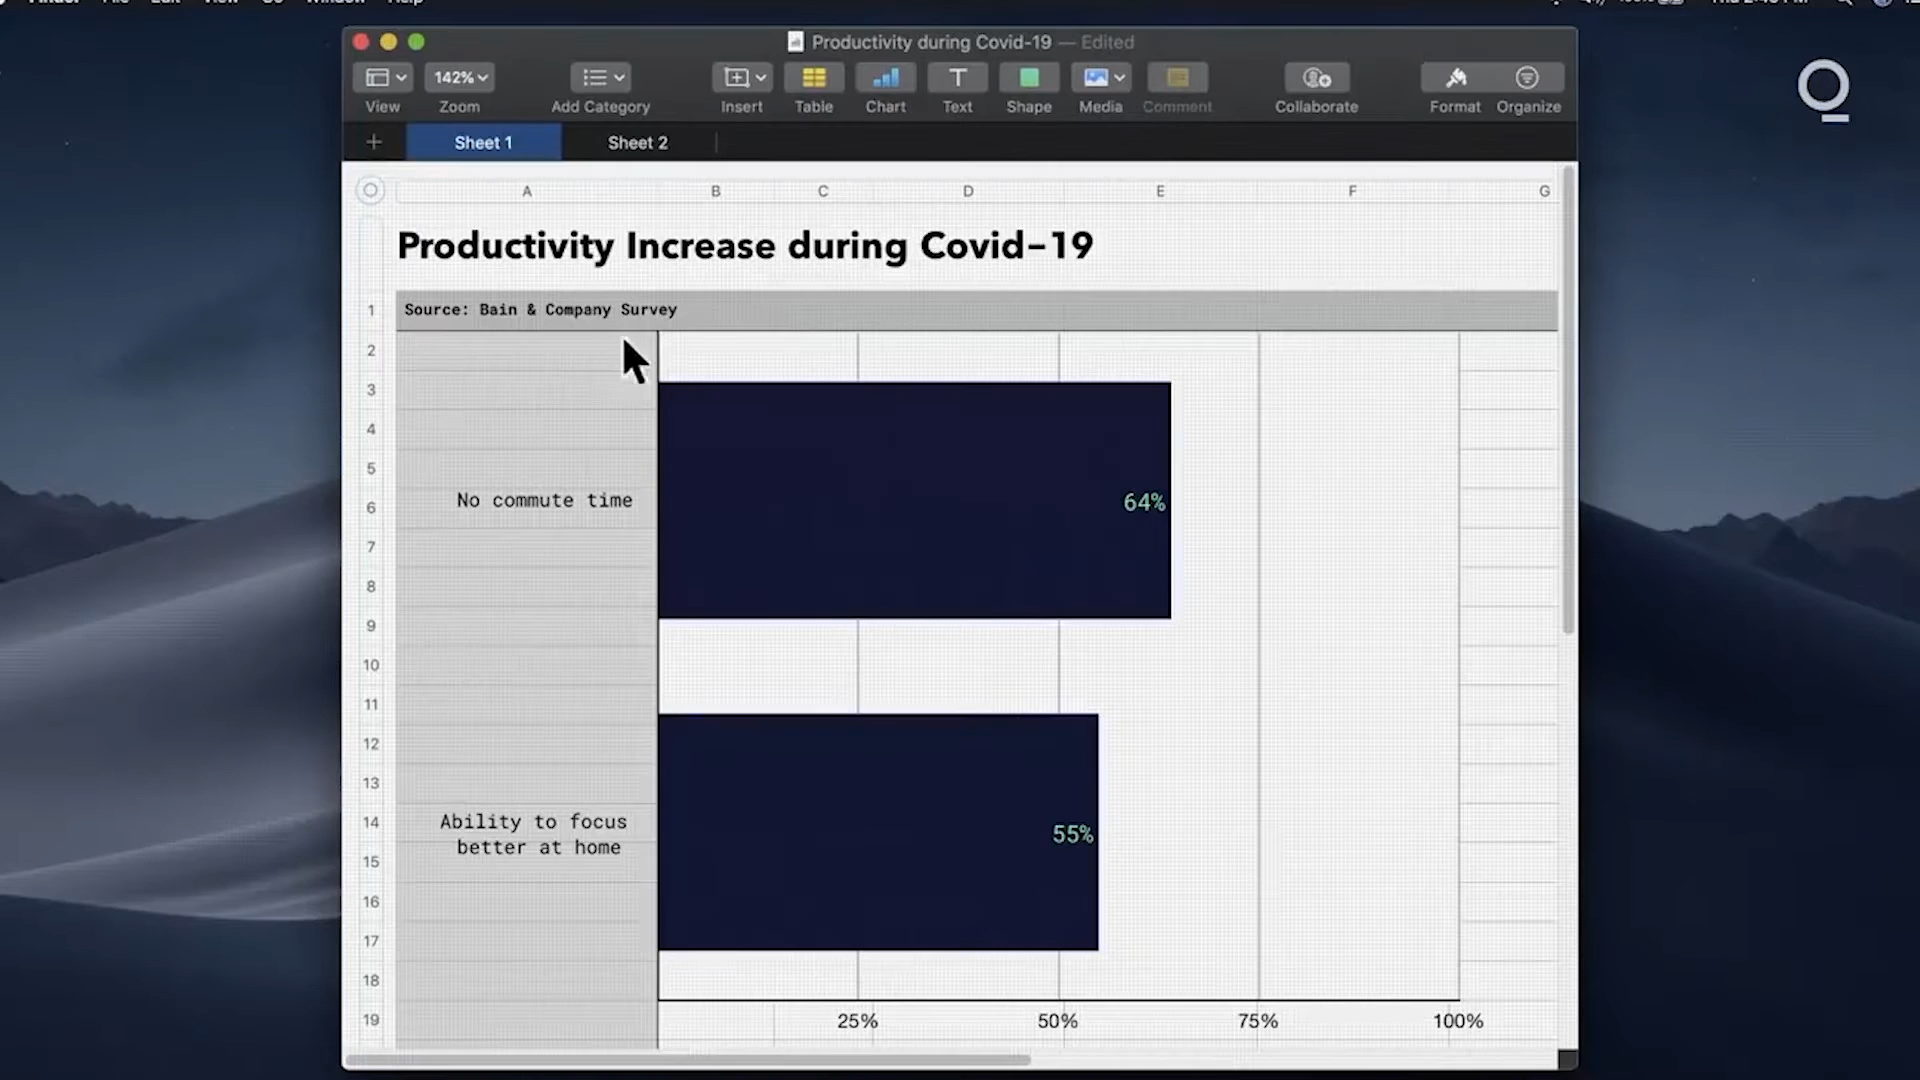 Productivity during Covid-19 — Edited
142%
View
Zoom
Add Category
Insert
Table
Chart
Text
Shape
Media
Comment
Collaborate
Format
Organize
Sheet 1
Sheet 2
A B C D E F G
Productivity Increase during Covid-19
1 Source: Bain & Company Survey
2
3
4
5
No commute time
64%
6
7
8
9
10
11
12
13
Ability to focus
better at home
55%
14
15
16
17
18
19
25% 50% 75% 100%